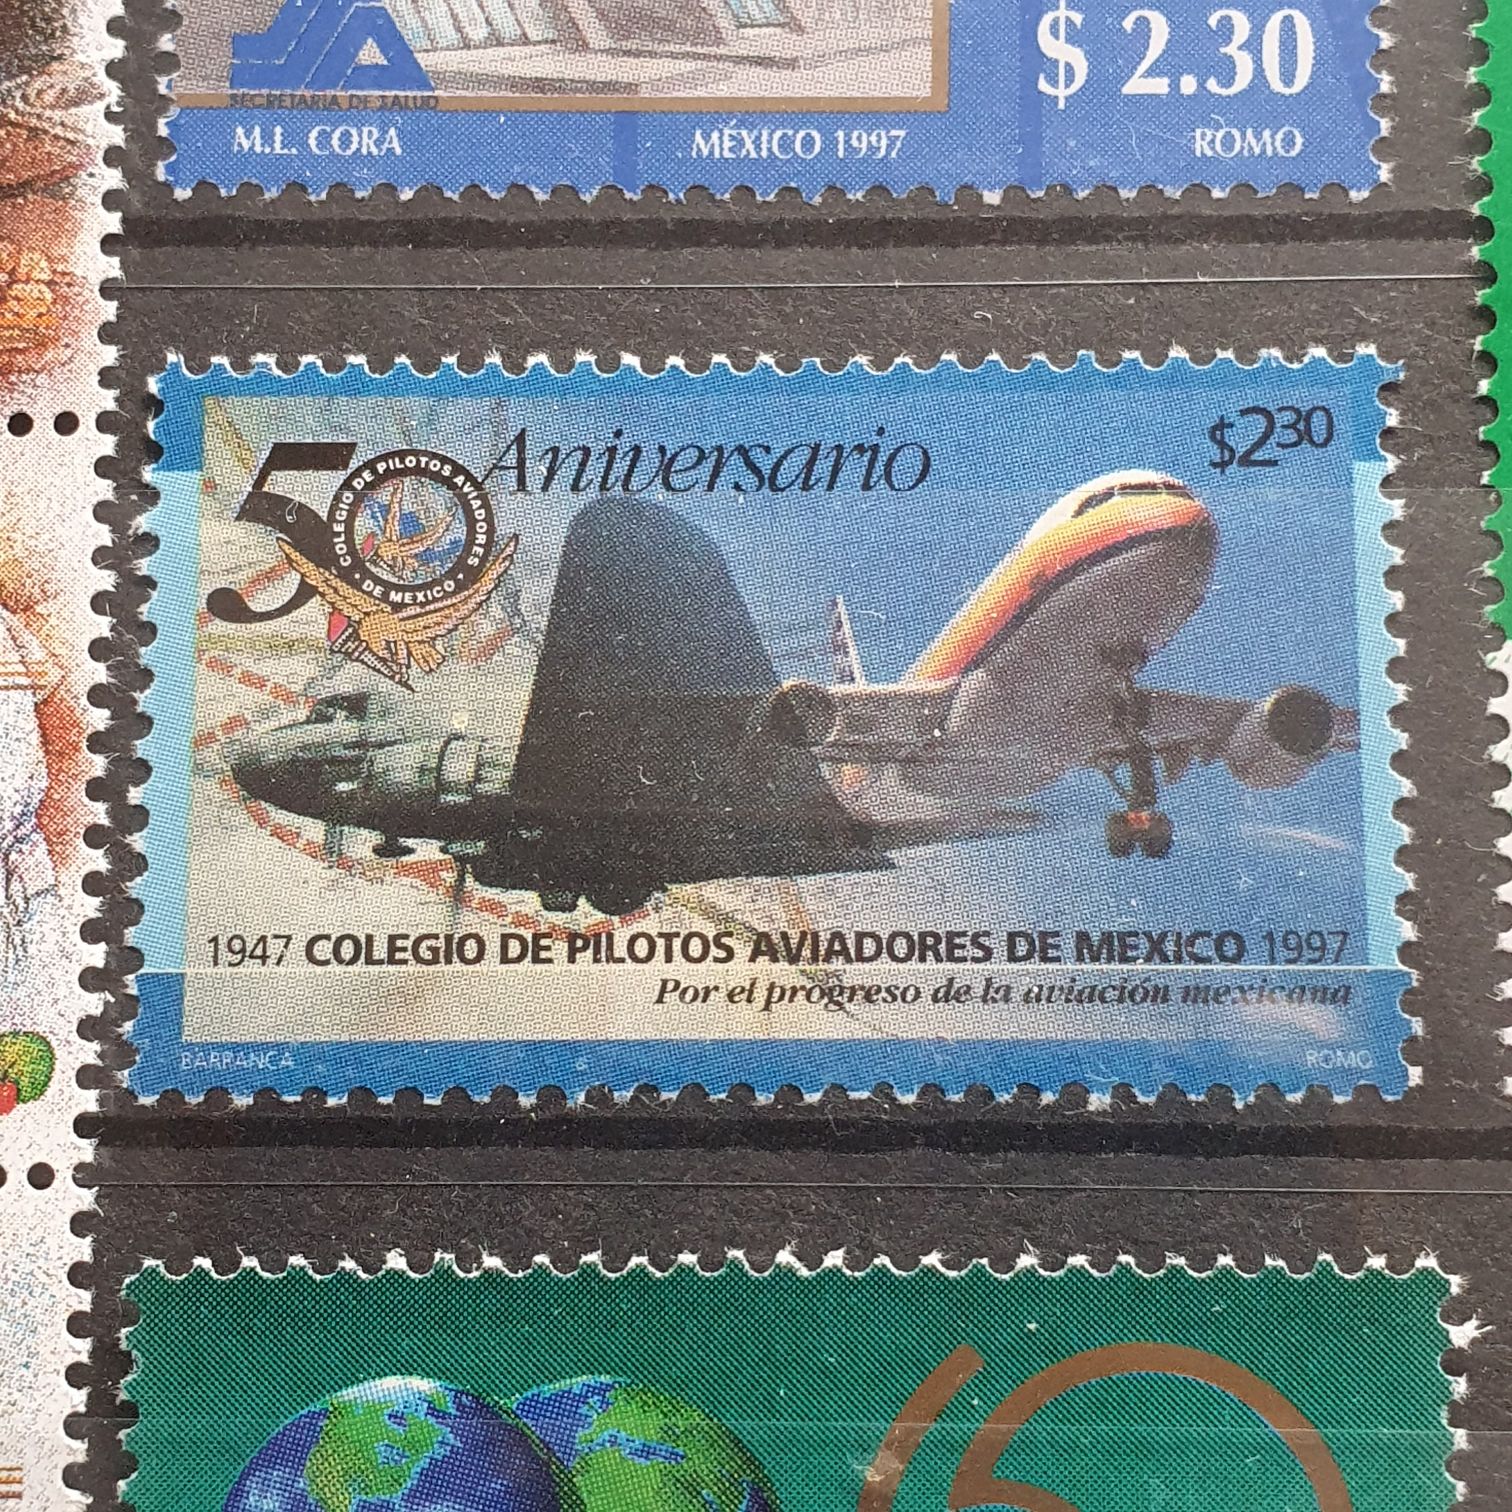 $ 2.30
SECRETARIA DE SALUD
M.L. CORA MÉXICO 1997 ROMO
50 Aniversario $2.30
COLEGIO DE PILOTOS AVIADORES
· DE MEXICO ·
1947 COLEGIO DE PILOTOS AVIADORES DE MEXICO 1997
Por el progreso de la aviación mexicana
BARRANCA ROMO